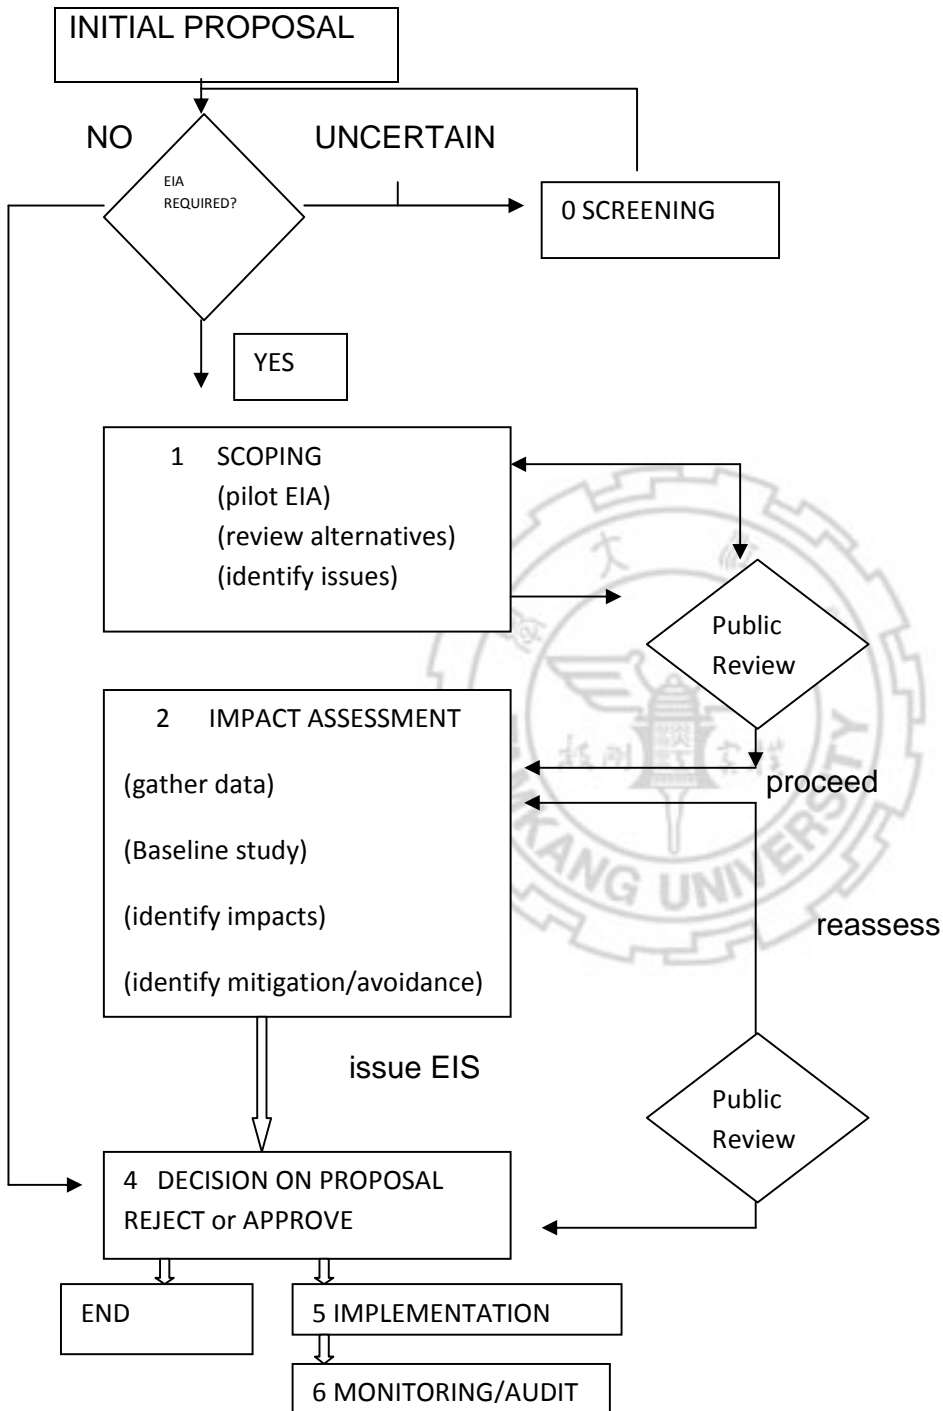 INITIAL PROPOSAL
NO
UNCERTAIN
EIA
REQUIRED?
0 SCREENING
YES
1 SCOPING
(pilot EIA)
(review alternatives)
(identify issues)
Public
Review
2 IMPACT ASSESSMENT
(gather data)
(Baseline study)
(identify impacts)
(identify mitigation/avoidance)
proceed
reassess
issue EIS
Public
Review
4 DECISION ON PROPOSAL
REJECT or APPROVE
END
5 IMPLEMENTATION
6 MONITORING/AUDIT
KANG UNIVERSITY